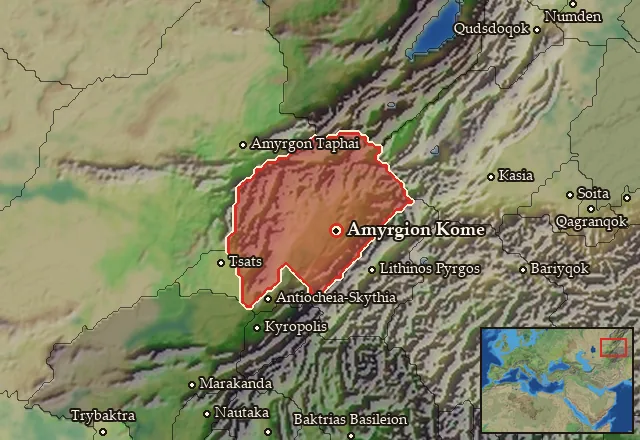 Numden
Qudsdoqok
Amyrgon Taphai
Kasia
Soita
Qagranqok
Amyrgion Kome
Tsats
Lithinos Pyrgos
Bariyqok
Antiocheia-Skythia
Kyropolis
Marakanda
Nautaka
Trybaktra
Baktrias Basileion